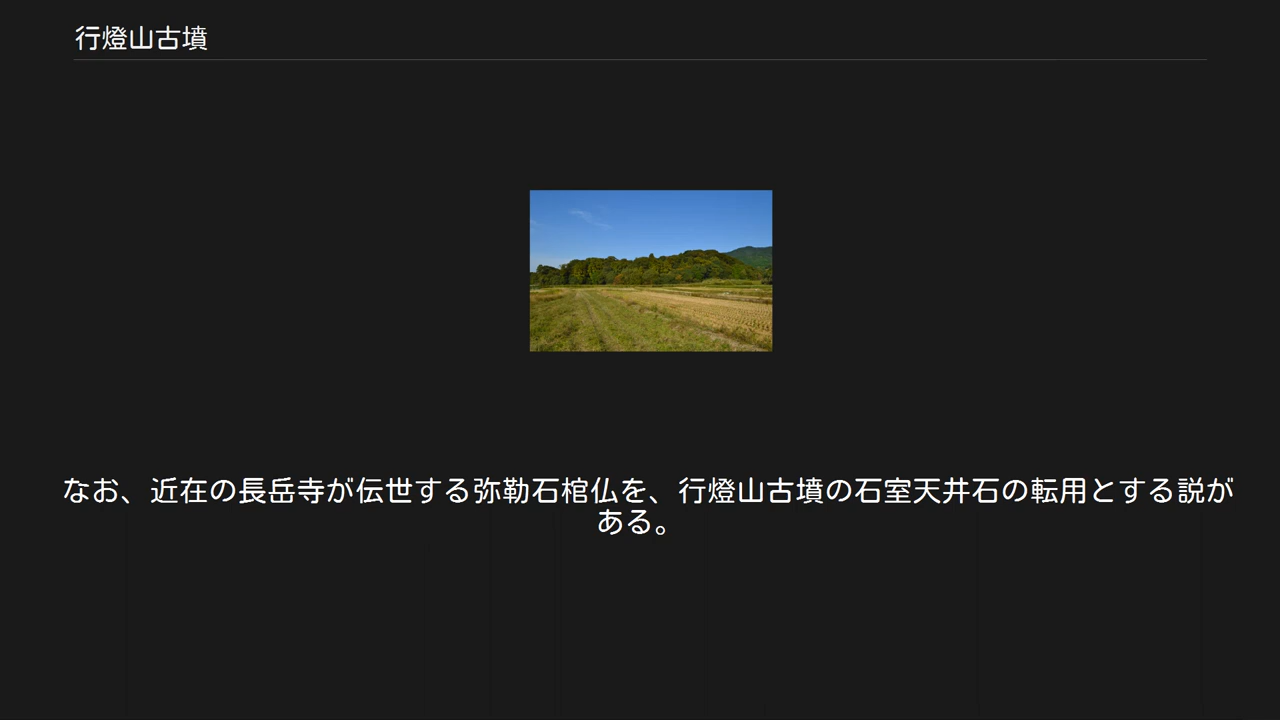 行燈山古墳
なお、近在の長岳寺が伝世する弥勒石棺仏を、行燈山古墳の石室天井石の転用とする説が
ある。